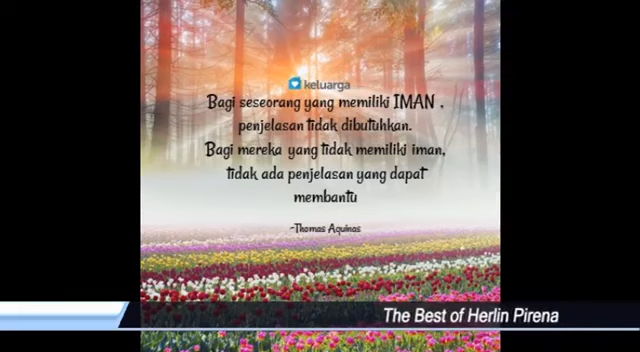 keluarga
Bagi seseorang yang memiliki IMAN ,
penjelasan tidak dibutuhkan.
Bagi mereka yang tidak memiliki iman,
tidak ada penjelasan yang dapat
membantu
~Thomas Aquinas
The Best of Herlin Pirena